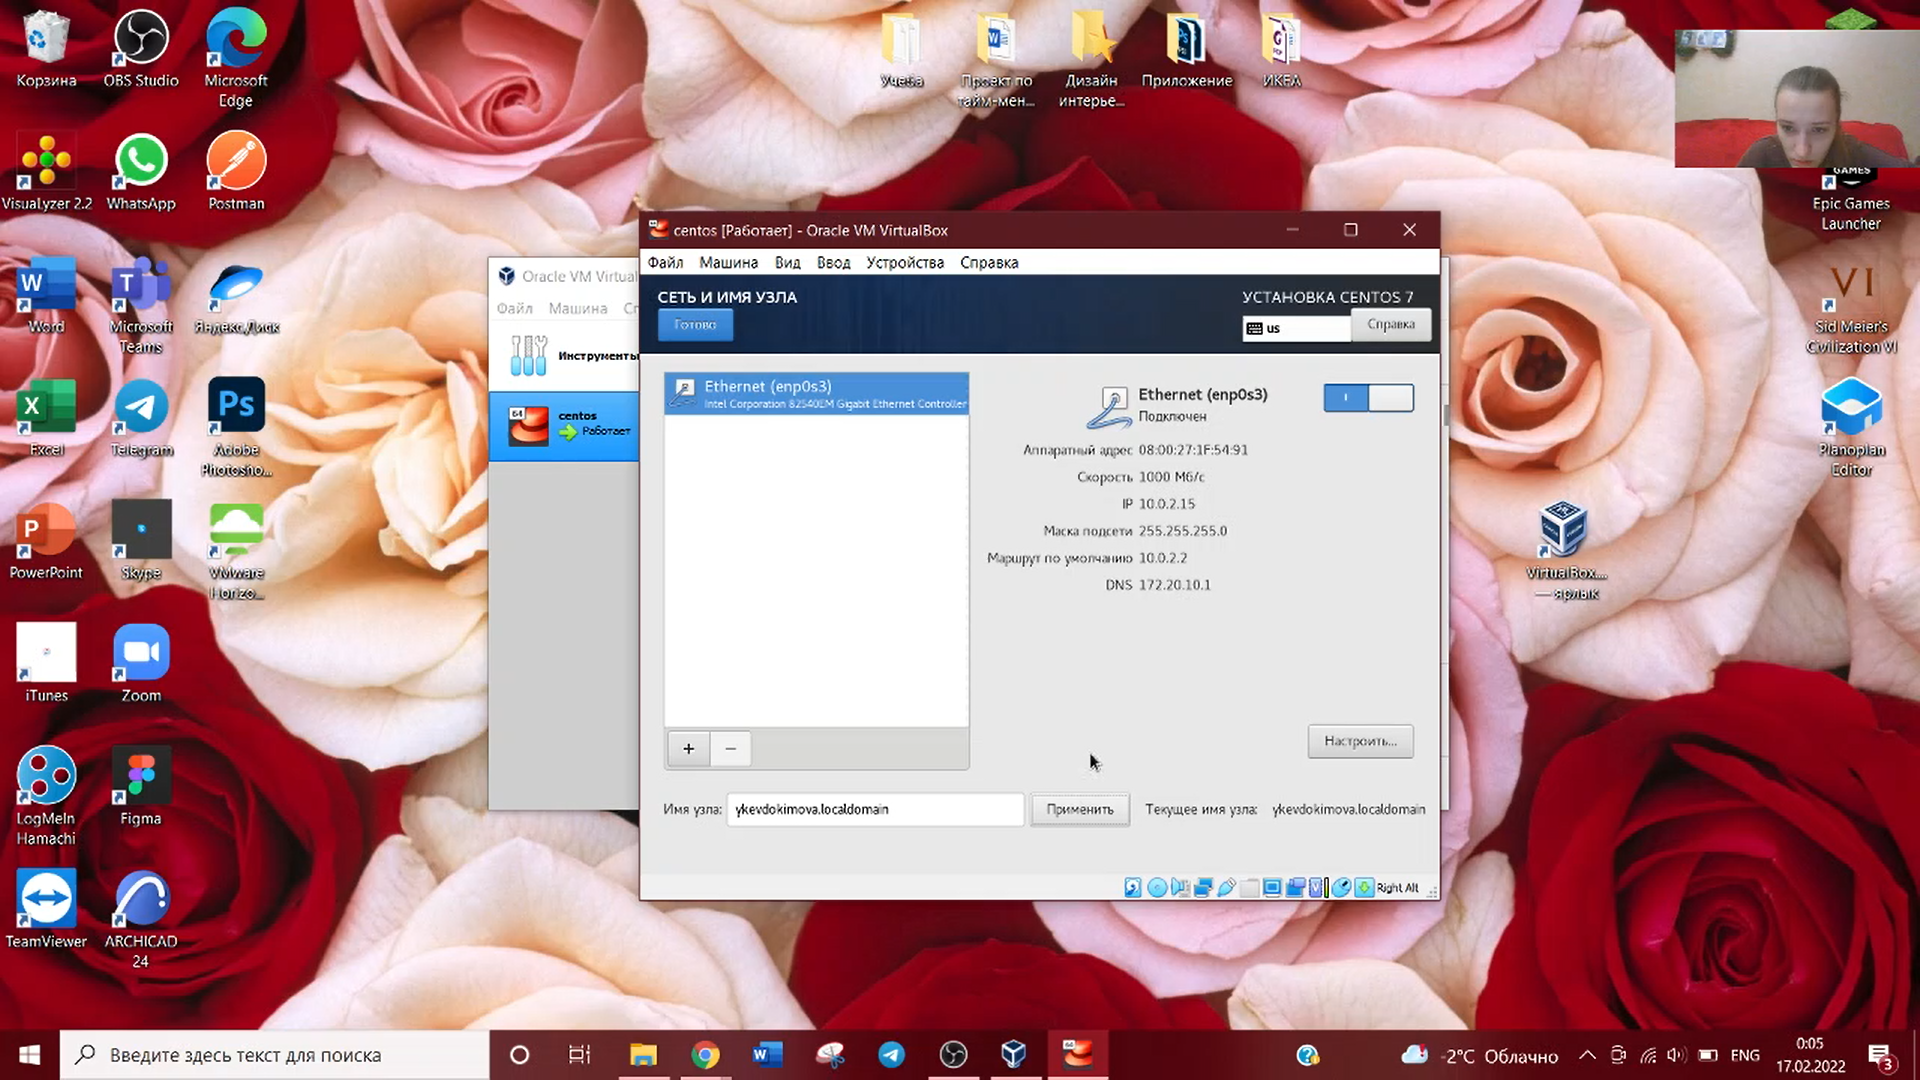 Корзина
OBS Studio
Microsoft
Edge
Учеба
Проект по
тайм-мен...
Дизайн
интерье...
Приложение
ИКЕА
Visualyzer 2.2
WhatsApp
Postman
GAMES
Epic Games
Launcher
Word
Microsoft
Teams
Яндекс.Диск
VI
Sid Meier's
Civilization VI
Excel
Telegram
Ps
Adobe
Photosho...
Planoplan
Editor
PowerPoint
Skype
VMware
Horizo...
VirtualBox....
— ярлык
iTunes
Zoom
LogMeIn
Hamachi
Figma
TeamViewer
ARCHICAD
24
Oracle VM Virtual
Файл Машина
Инструменты
64
centos
Работает
centos [Работает] - Oracle VM VirtualBox
Файл Машина Вид Ввод Устройства Справка
СЕТЬ И ИМЯ УЗЛА
Готово
УСТАНОВКА CENTOS 7
us
Справка
Ethernet (enp0s3)
Intel Corporation 82540EM Gigabit Ethernet Controller
Ethernet (enp0s3)
Подключен
Аппаратный адрес 08:00:27:1F:54:91
Скорость 1000 Мб/с
IP 10.0.2.15
Маска подсети 255.255.255.0
Маршрут по умолчанию 10.0.2.2
DNS 172.20.10.1
+ −
Настроить...
Имя узла: ykevdokimova.localdomain
Применить
Текущее имя узла: ykevdokimova.localdomain
Right Alt
Введите здесь текст для поиска
-2°C Облачно
ENG
0:05
17.02.2022
3